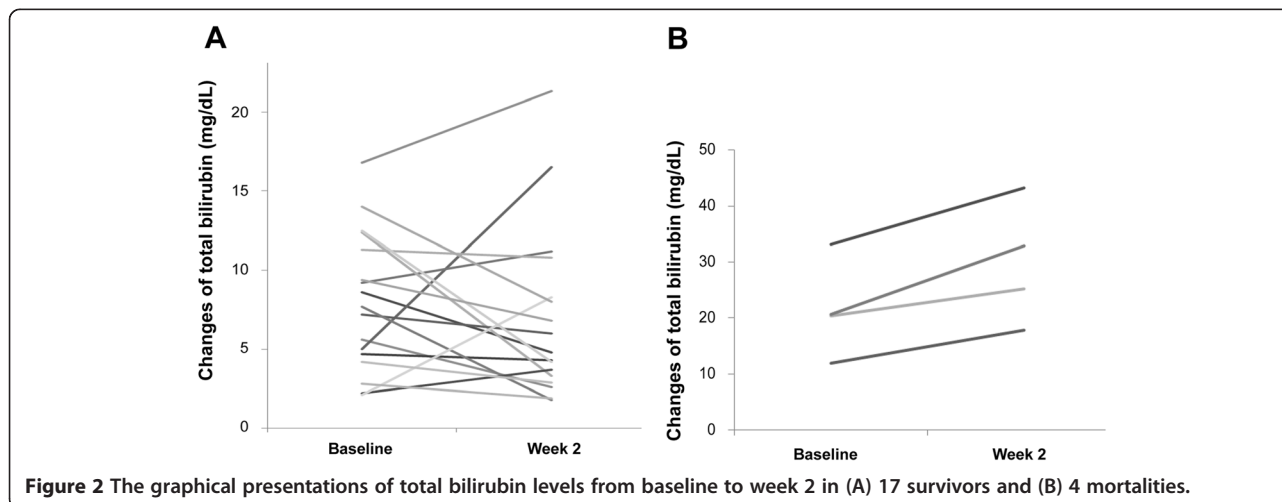 A
Changes of total bilirubin (mg/dL)
20
15
10
5
0
Baseline Week 2
B
Changes of total bilirubin (mg/dL)
50
40
30
20
10
0
Baseline Week 2
Figure 2 The graphical presentations of total bilirubin levels from baseline to week 2 in (A) 17 survivors and (B) 4 mortalities.